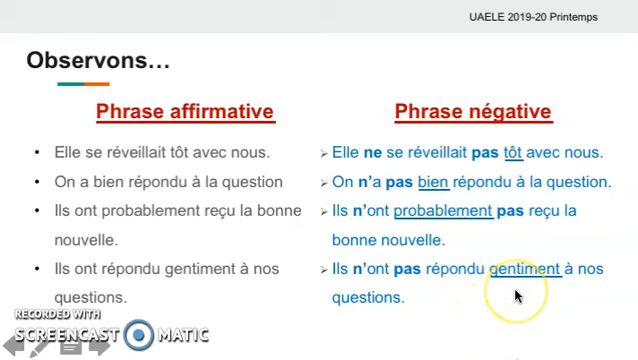 UAELE 2019-20 Printemps
Observons…
Phrase affirmative
• Elle se réveillait tôt avec nous.
• On a bien répondu à la question
• Ils ont probablement reçu la bonne
nouvelle.
• Ils ont répondu gentiment à nos
questions.
Phrase négative
➢ Elle ne se réveillait pas tôt avec nous.
➢ On n’a pas bien répondu à la question.
➢ Ils n’ont probablement pas reçu la
bonne nouvelle.
➢ Ils n’ont pas répondu gentiment à nos
questions.
RECORDED WITH
SCREENCAST MATIC